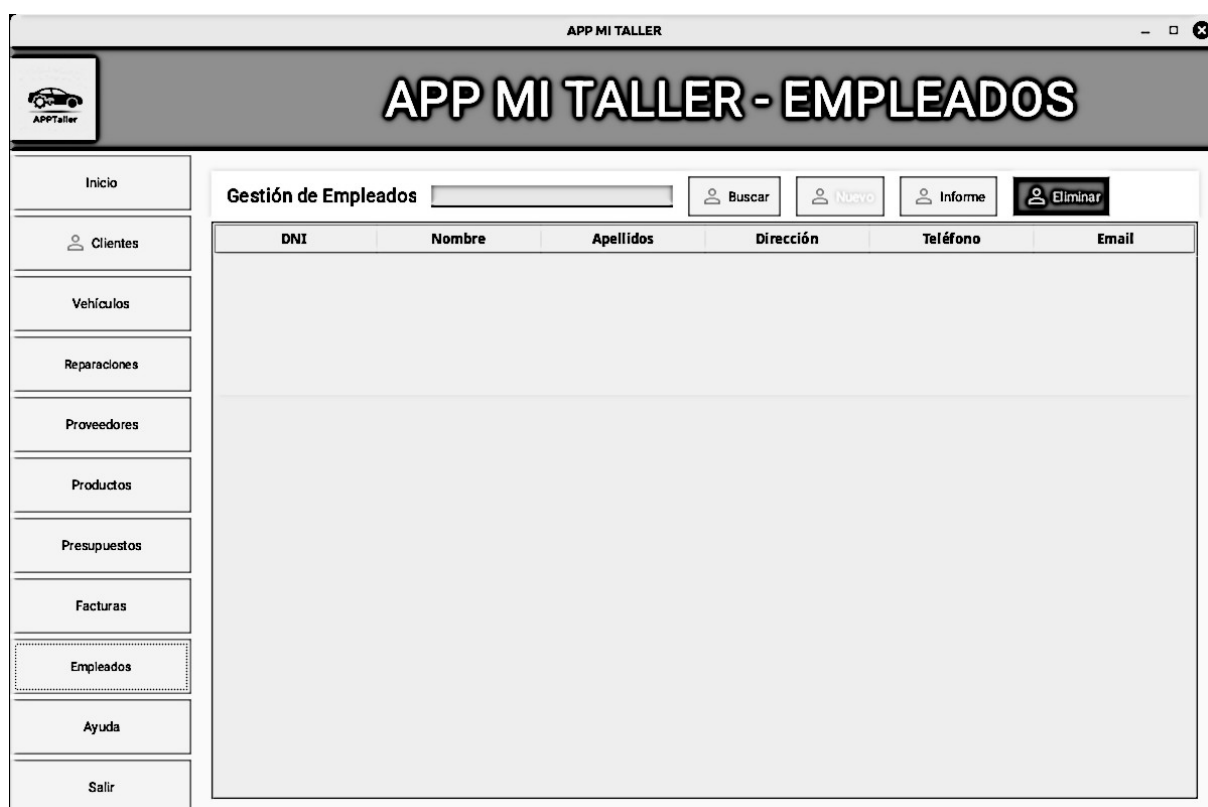 APP MI TALLER
APPTaller
APP MI TALLER - EMPLEADOS
Inicio
Clientes
Vehículos
Reparaciones
Proveedores
Productos
Presupuestos
Facturas
Empleados
Ayuda
Salir
Gestión de Empleados Buscar Nuevo Informe Eliminar
DNI Nombre Apellidos Dirección Teléfono Email